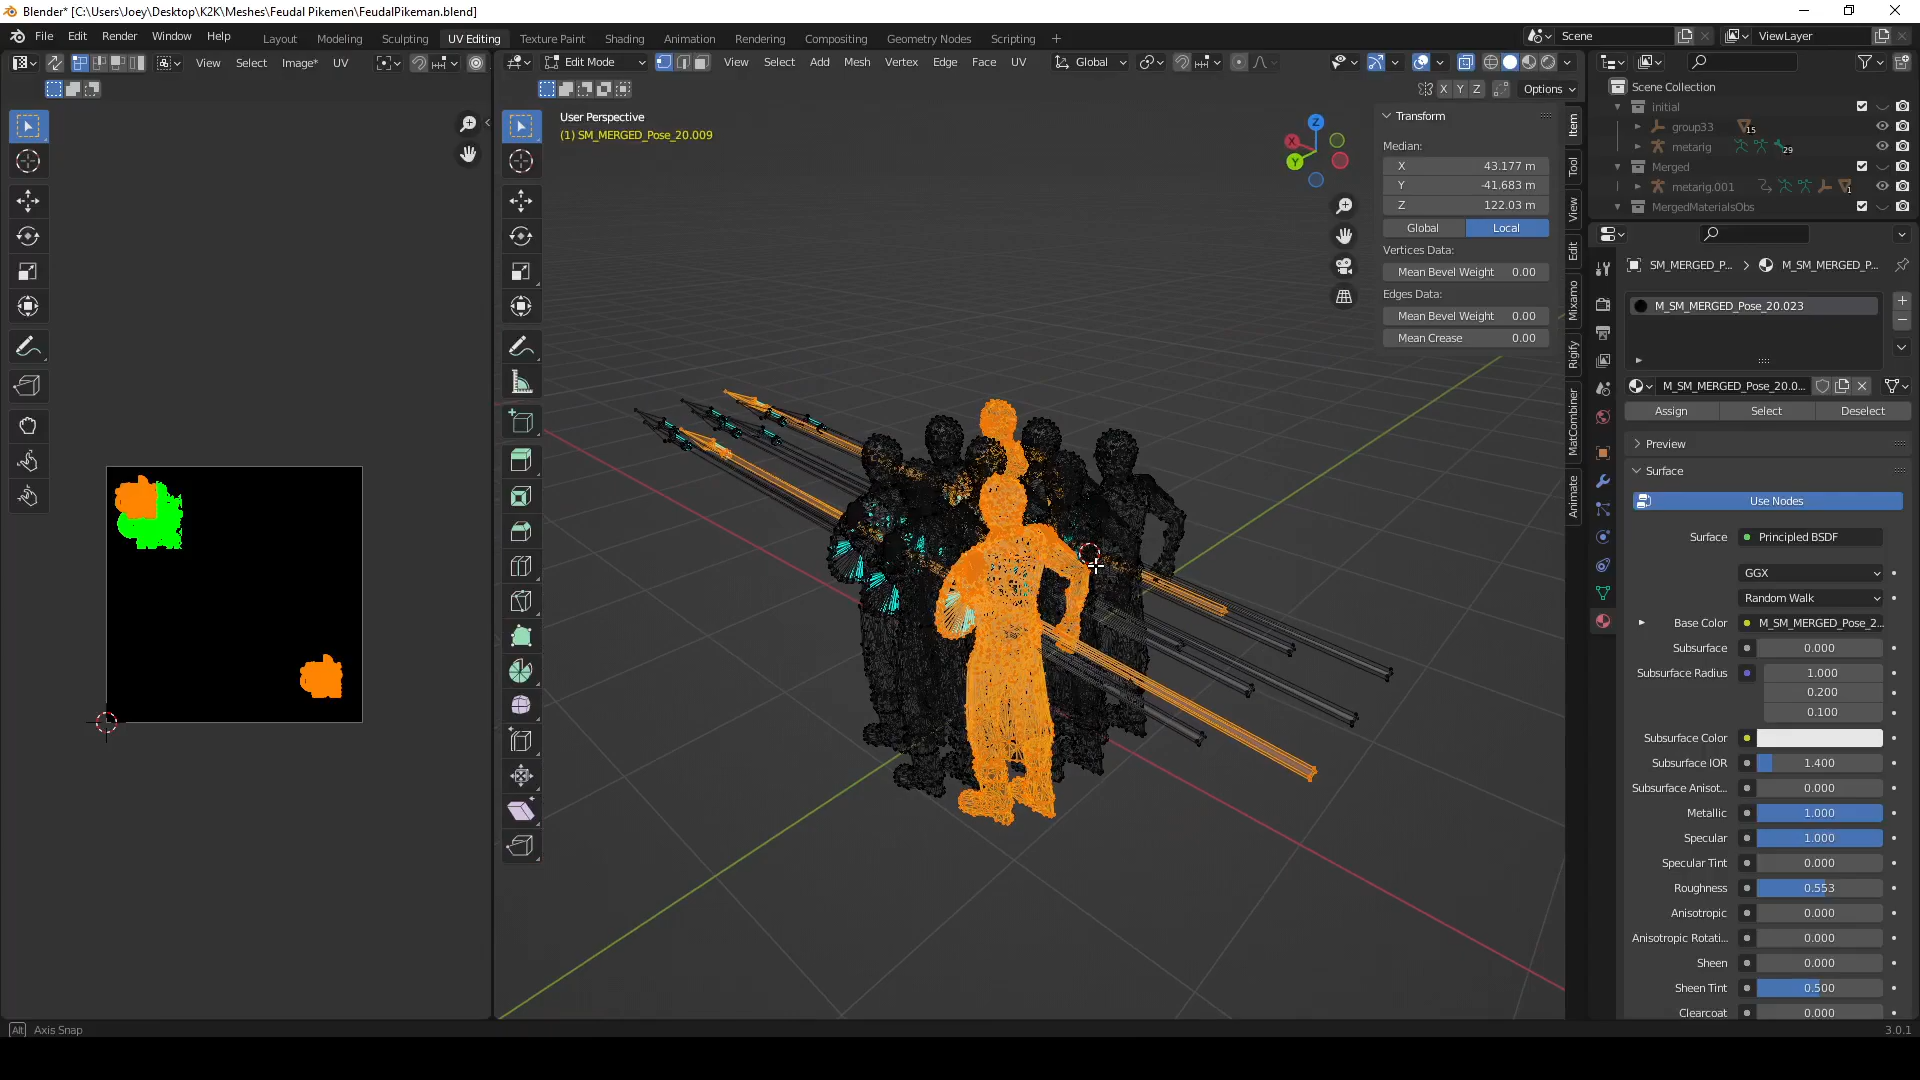 Blender* [C:\Users\Joey\Desktop\K2K\Meshes\Feudal Pikemen\FeudalPikeman.blend]
File Edit Render Window Help Layout Modeling Sculpting UV Editing Texture Paint Shading Animation Rendering Compositing Geometry Nodes Scripting + Scene ViewLayer
View Select Image* UV
Edit Mode View Select Add Mesh Vertex Edge Face UV Global
X Y Z Options
User Perspective
(1) SM_MERGED_Pose_20.009
Z
X
Y
Transform
Median:
X 43.177 m
Y -41.683 m
Z 122.03 m
Global Local
Vertices Data:
Mean Bevel Weight 0.00
Edges Data:
Mean Bevel Weight 0.00
Mean Crease 0.00
Item
Tool
View
Edit
Mixamo
Rigify
MatCombiner
Animate
Scene Collection
initial
group33 15
metarig 29
Merged
metarig.001 1
MergedMaterialsObs
SM_MERGED_P... M_SM_MERGED_P...
M_SM_MERGED_Pose_20.023
M_SM_MERGED_Pose_20.0...
Assign Select Deselect
Preview
Surface
Use Nodes
Surface Principled BSDF
GGX
Random Walk
Base Color M_SM_MERGED_Pose_2...
Subsurface 0.000
Subsurface Radius 1.000
0.200
0.100
Subsurface Color
Subsurface IOR 1.400
Subsurface Anisot... 0.000
Metallic 1.000
Specular 1.000
Specular Tint 0.000
Roughness 0.553
Anisotropic 0.000
Anisotropic Rotati... 0.000
Sheen 0.000
Sheen Tint 0.500
Clearcoat 0.000
Alt Axis Snap
3.0.1